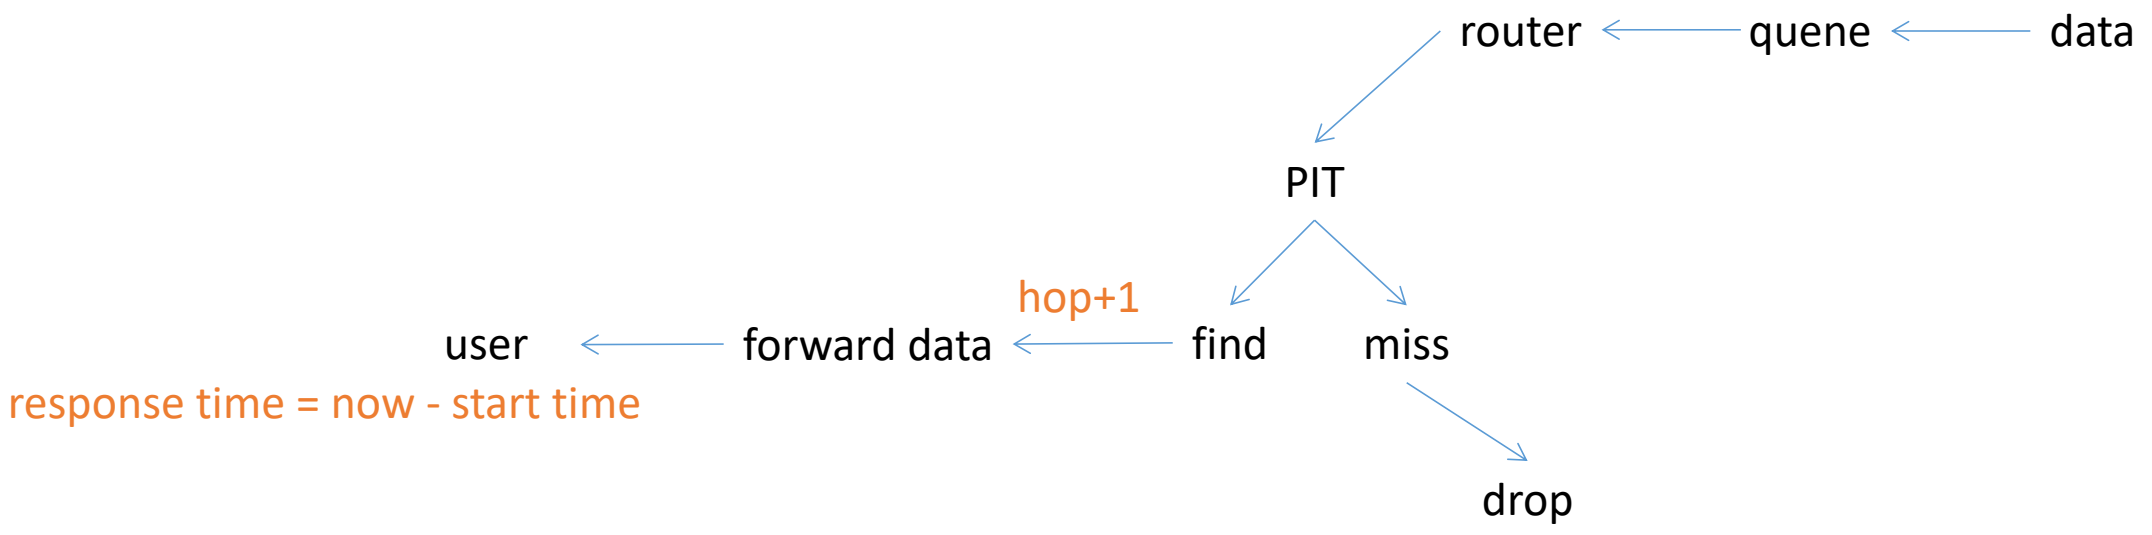 router
quene
data
PIT
hop+1
user
forward data
find
miss
response time = now - start time
drop